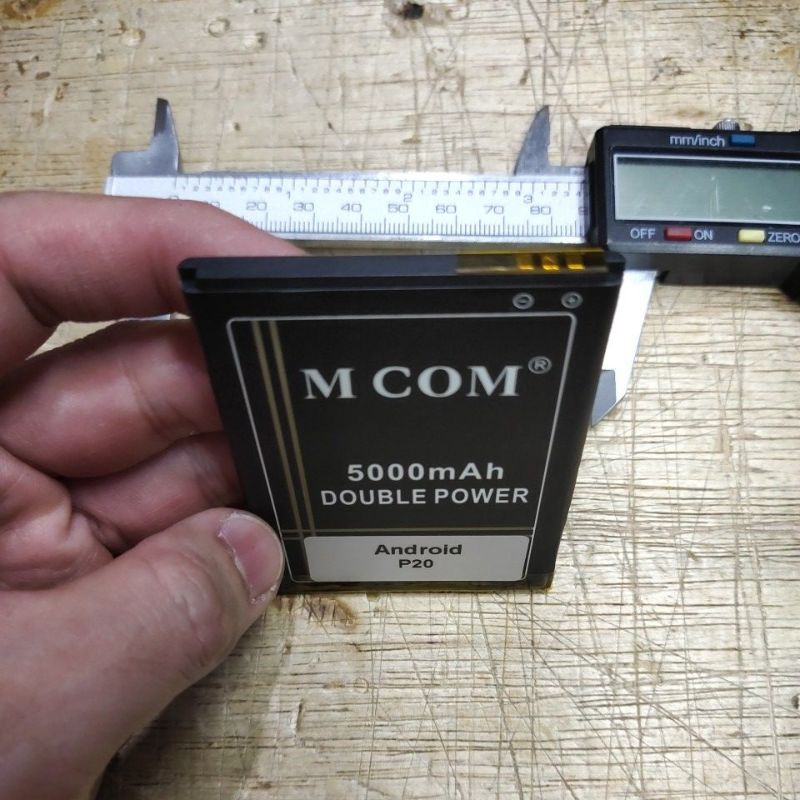 mm/inch
0 10 20 30 40 50 60 70 80
1 2 3
OFF ON ZERO
⊖ ⊕
M COM®
5000mAh
DOUBLE POWER
Android
P20